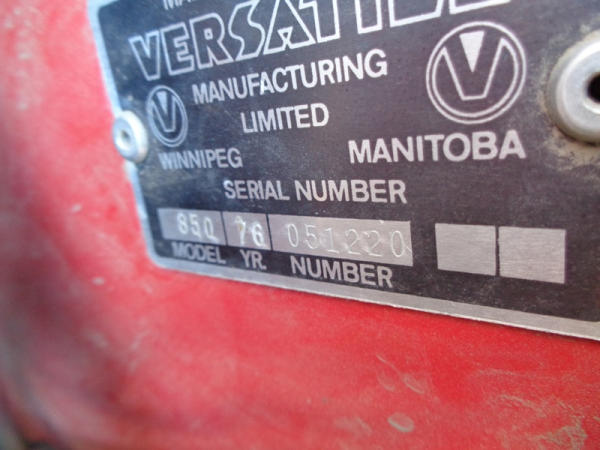 VERSATILE
MANUFACTURING
LIMITED
WINNIPEG MANITOBA
SERIAL NUMBER
850 76 051220
MODEL YR. NUMBER